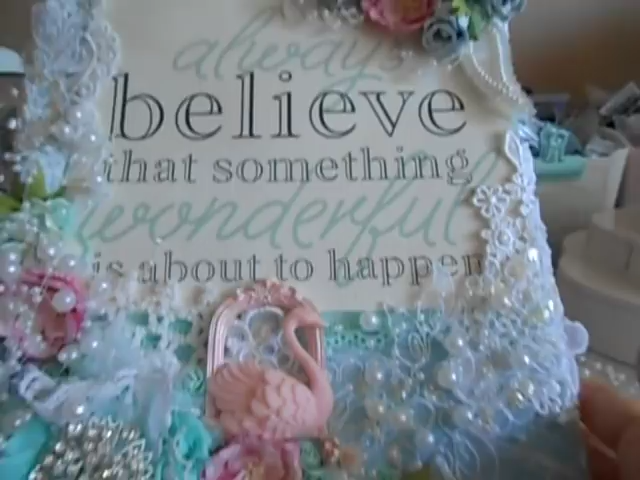 always
believe
that something
wonderful
is about to happen